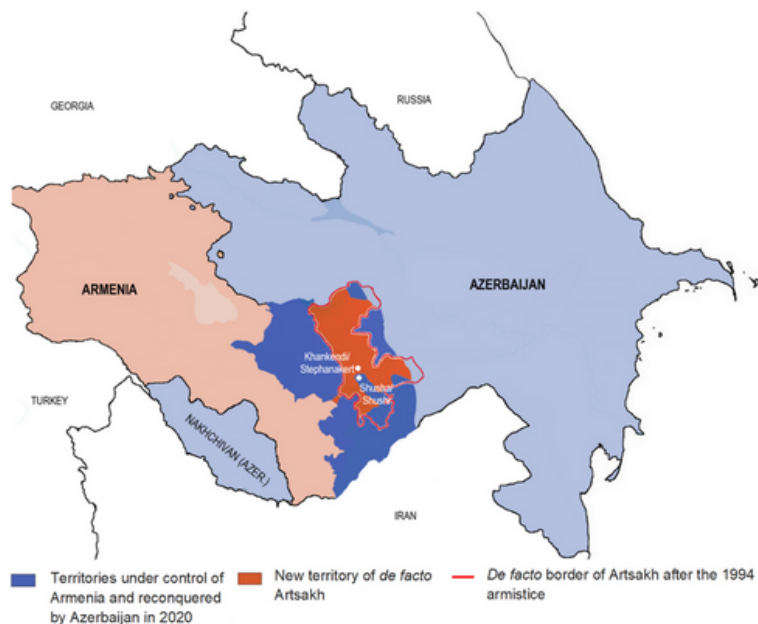 GEORGIA
RUSSIA
ARMENIA
AZERBAIJAN
Khankendi/
Stephanakert
Shusha/
Shushi
TURKEY
NAKHCHIVAN (AZER.)
IRAN
Territories under control of
Armenia and reconquered
by Azerbaijan in 2020
New territory of de facto
Artsakh
De facto border of Artsakh after the 1994
armistice